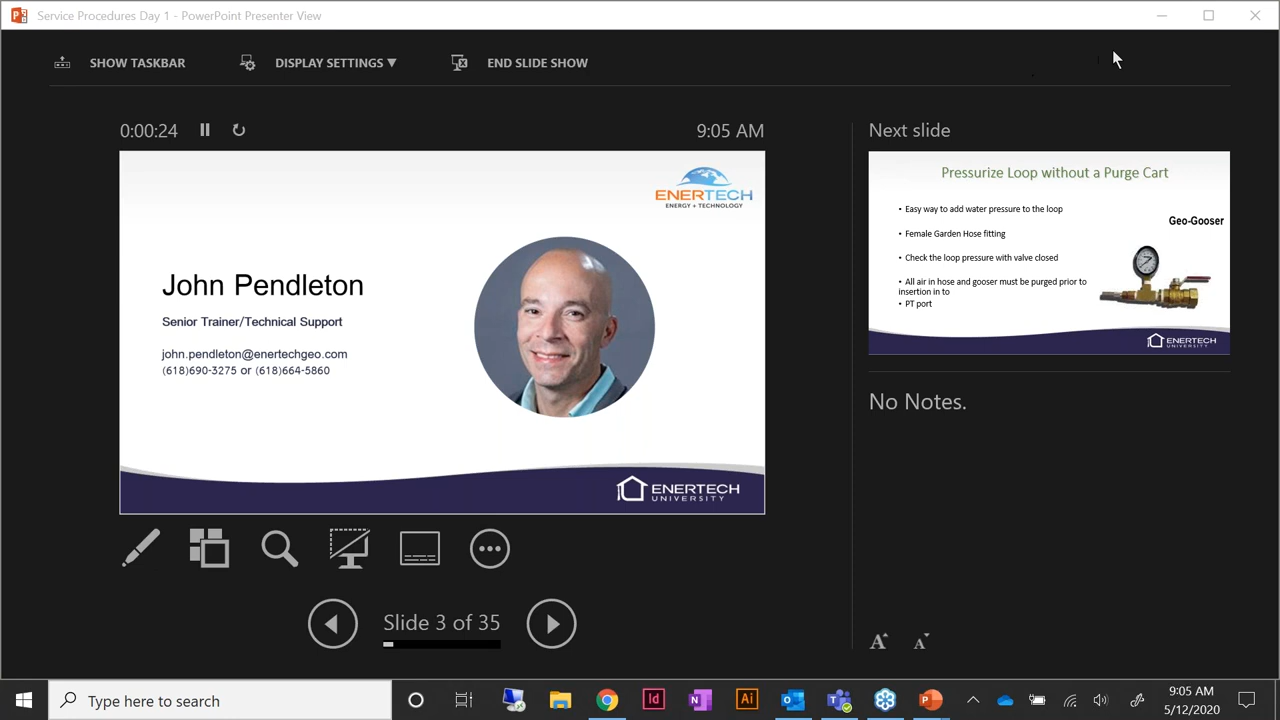 Service Procedures Day 1 - PowerPoint Presenter View
SHOW TASKBAR
DISPLAY SETTINGS ▼
END SLIDE SHOW
0:00:24
9:05 AM
ENERTECH
ENERGY + TECHNOLOGY
John Pendleton
Senior Trainer/Technical Support
john.pendleton@enertechgeo.com
(618)690-3275 or (618)664-5860
ENERTECH
UNIVERSITY
Slide 3 of 35
Next slide
Pressurize Loop without a Purge Cart
• Easy way to add water pressure to the loop
Geo-Gooser
• Female Garden Hose fitting
• Check the loop pressure with valve closed
• All air in hose and gooser must be purged prior to
insertion in to
• PT port
ENERTECH
UNIVERSITY
No Notes.
A A
Type here to search
Id
N
Ai
9:05 AM
5/12/2020